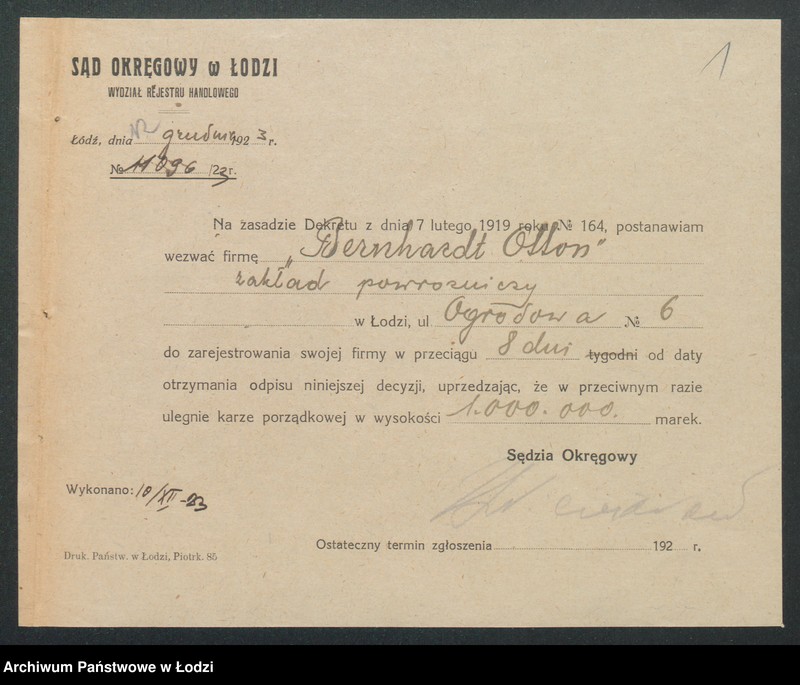 1
SĄD OKRĘGOWY w ŁODZI
WYDZIAŁ REJESTRU HANDLOWEGO
Łódź, dnia grudnia 1923 r.
№ 11096/23 r.
Na zasadzie Dekretu z dnia 7 lutego 1919 roku № 164, postanawiam
wezwać firmę „Bernhardt Otton"
zakład powroźniczy
w Łodzi, ul Ogrodowa № 6
do zarejestrowania swojej firmy w przeciągu 8 dni tygodni od daty
otrzymania odpisu niniejszej decyzji, uprzedzając, że w przeciwnym razie
ulegnie karze porządkowej w wysokości 1.000.000. marek.
Sędzia Okręgowy
Wykonano: 10/XII-23
Ostateczny termin zgłoszenia 192 r.
Druk. Państw. w Łodzi, Piotrk. 85
Archiwum Państwowe w Łodzi